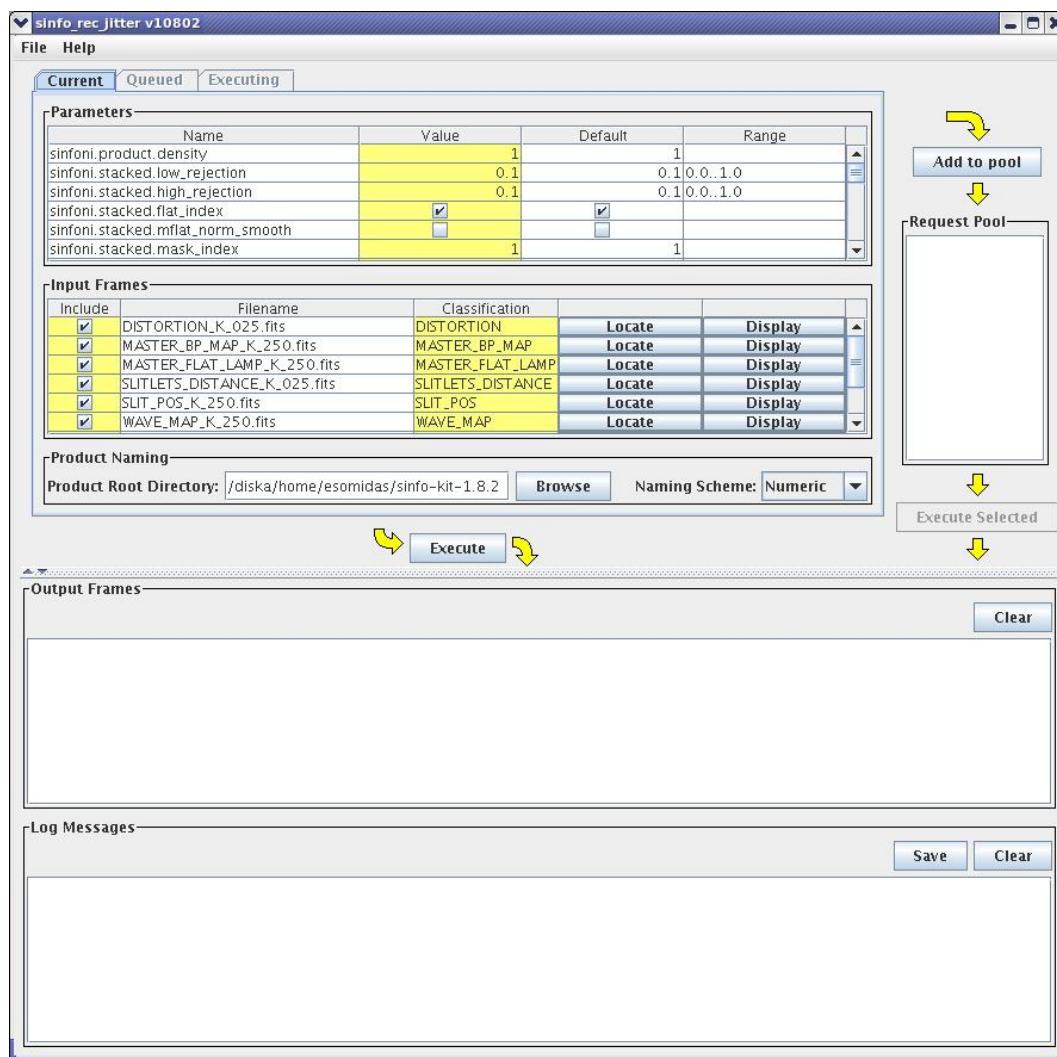 sinfo_rec_jitter v10802
File Help
Current Queued Executing
Parameters
Name Value Default Range
sinfoni.product.density 1 1
sinfoni.stacked.low_rejection 0.1 0.1 0.0..1.0
sinfoni.stacked.high_rejection 0.1 0.1 0.0..1.0
sinfoni.stacked.flat_index
sinfoni.stacked.mflat_norm_smooth
sinfoni.stacked.mask_index 1 1
Input Frames
Include Filename Classification
DISTORTION_K_025.fits DISTORTION Locate Display
MASTER_BP_MAP_K_250.fits MASTER_BP_MAP Locate Display
MASTER_FLAT_LAMP_K_250.fits MASTER_FLAT_LAMP Locate Display
SLITLETS_DISTANCE_K_025.fits SLITLETS_DISTANCE Locate Display
SLIT_POS_K_250.fits SLIT_POS Locate Display
WAVE_MAP_K_250.fits WAVE_MAP Locate Display
Product Naming
Product Root Directory: /diska/home/esomidas/sinfo-kit-1.8.2 Browse Naming Scheme: Numeric
Execute
Add to pool
Request Pool
Execute Selected
Output Frames
Clear
Log Messages
Save Clear